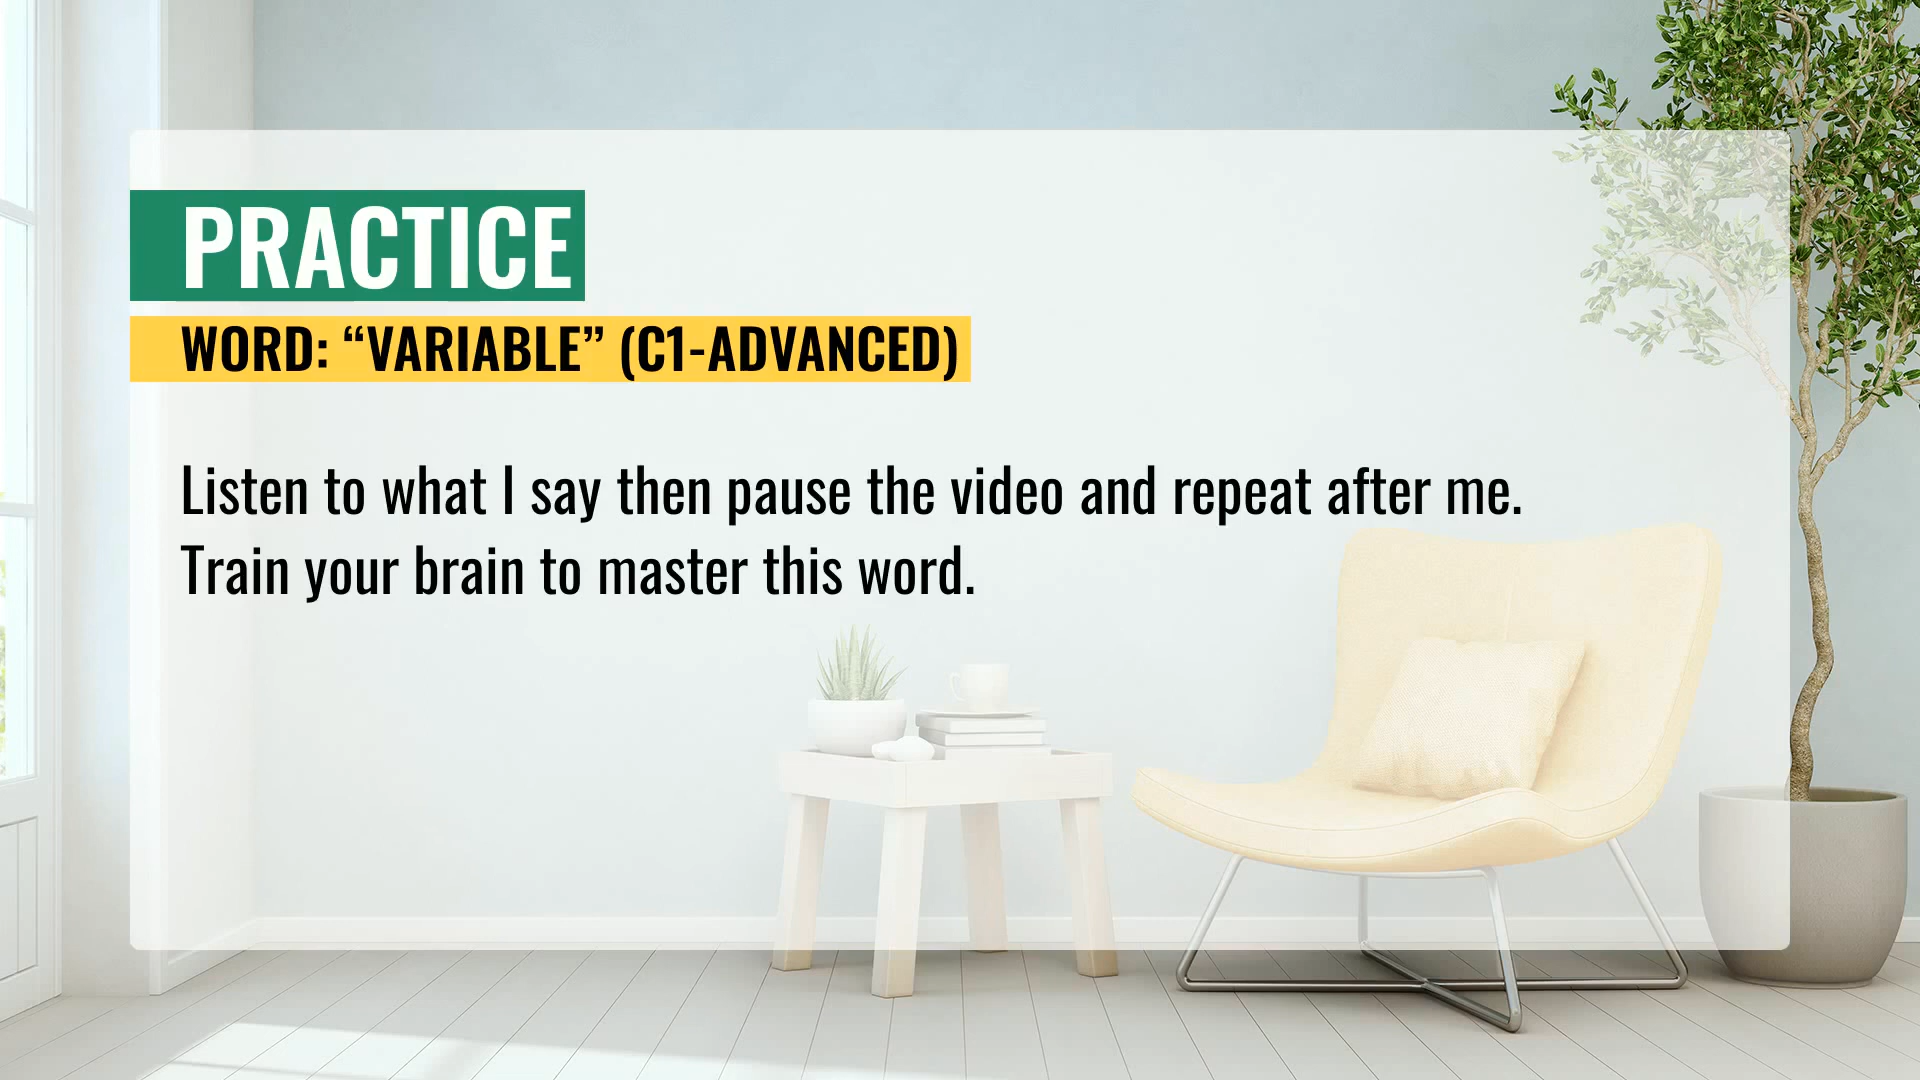 PRACTICE
WORD: “VARIABLE” (C1-ADVANCED)
Listen to what I say then pause the video and repeat after me.
Train your brain to master this word.